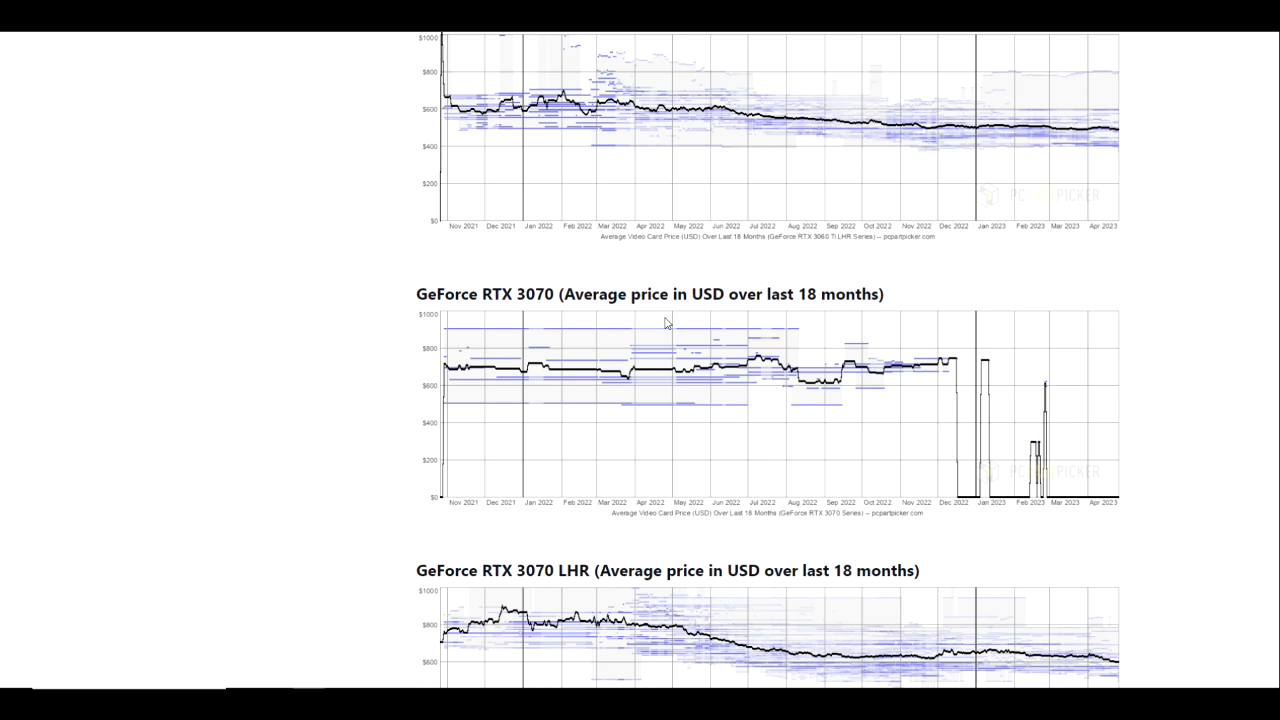 $1000
$800
$600
$400
$200
$0
Nov 2021 Dec 2021 Jan 2022 Feb 2022 Mar 2022 Apr 2022 May 2022 Jun 2022 Jul 2022 Aug 2022 Sep 2022 Oct 2022 Nov 2022 Dec 2022 Jan 2023 Feb 2023 Mar 2023 Apr 2023
Average Video Card Price (USD) Over Last 18 Months (GeForce RTX 3060 Ti LHR Series) -- pcpartpicker.com
PC PART PICKER
GeForce RTX 3070 (Average price in USD over last 18 months)
$1000
$800
$600
$400
$200
$0
Nov 2021 Dec 2021 Jan 2022 Feb 2022 Mar 2022 Apr 2022 May 2022 Jun 2022 Jul 2022 Aug 2022 Sep 2022 Oct 2022 Nov 2022 Dec 2022 Jan 2023 Feb 2023 Mar 2023 Apr 2023
Average Video Card Price (USD) Over Last 18 Months (GeForce RTX 3070 Series) -- pcpartpicker.com
PC PART PICKER
GeForce RTX 3070 LHR (Average price in USD over last 18 months)
$1000
$800
$600